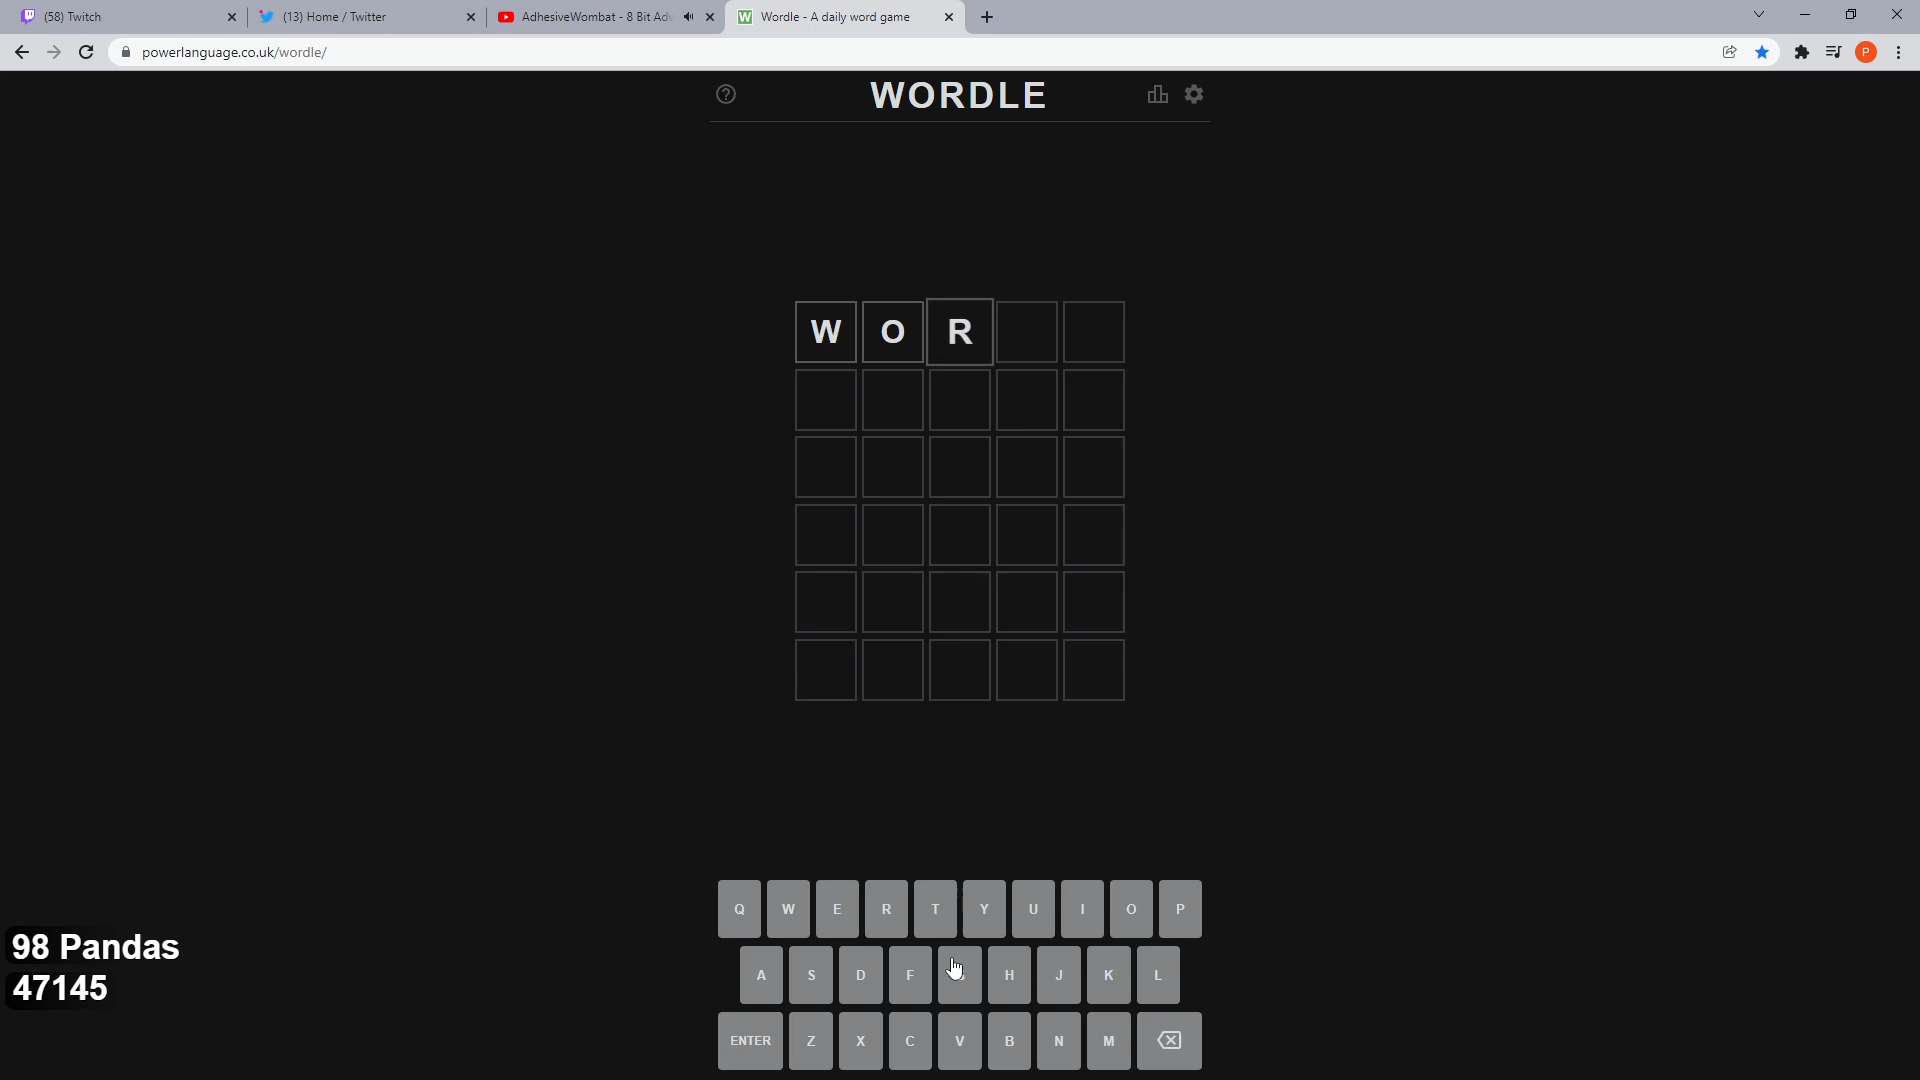 (58) Twitch
(13) Home / Twitter
AdhesiveWombat - 8 Bit Adv
Wordle - A daily word game
powerlanguage.co.uk/wordle/
P
WORDLE
W O R
Q W E R T Y U I O P
A S D F H J K L
ENTER Z X C V B N M
98 Pandas
47145